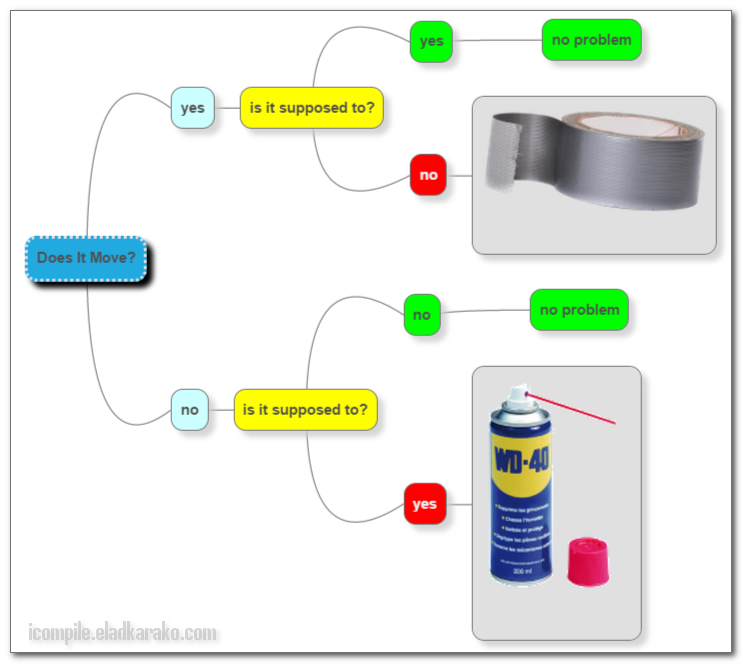 yes
no problem
yes
is it supposed to?
no
Does It Move?
no
no problem
no
is it supposed to?
yes
WD-40
200 ml
icompile.eladkarako.com